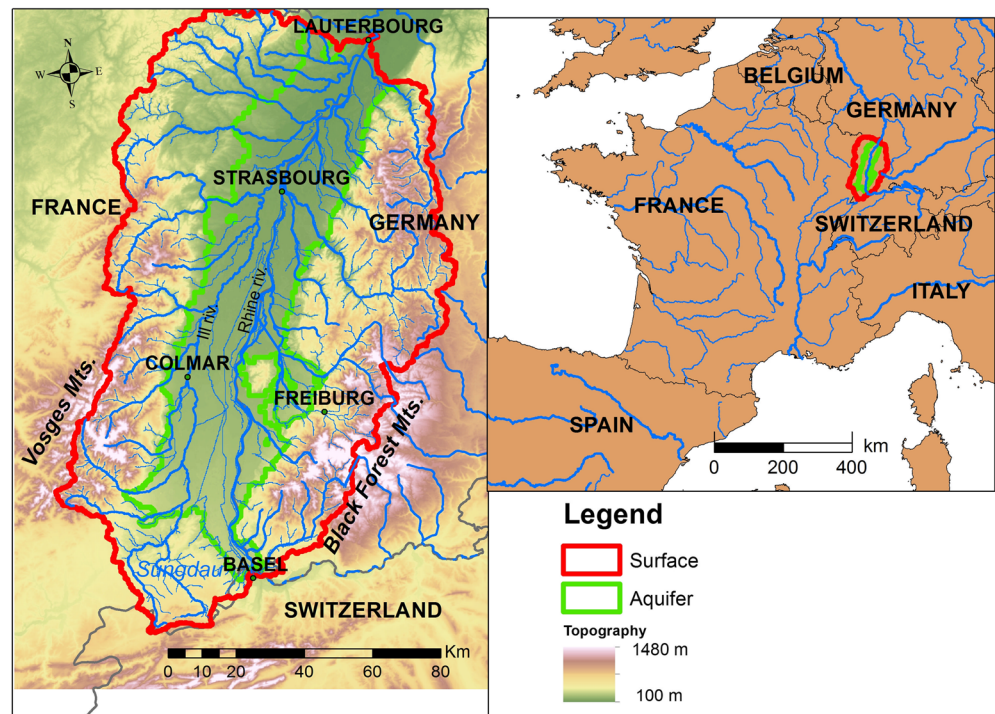 LAUTERBOURG
N
W
E
S
STRASBOURG
FRANCE
GERMANY
Ill riv.
Rhine riv.
COLMAR
FREIBURG
Vosges Mts.
Black Forest Mts.
BASEL
Sungdau
SWITZERLAND
Km
0 10 20 40 60 80
BELGIUM
GERMANY
FRANCE
SWITZERLAND
ITALY
SPAIN
km
0 200 400
Legend
Surface
Aquifer
Topography
1480 m
100 m